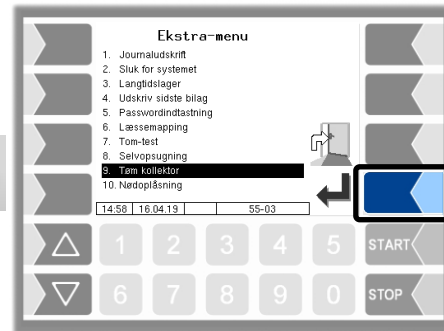 Ekstra-menu
1. Journaludskrift
2. Sluk for systemet
3. Langtidslager
4. Udskriv sidste bilag
5. Passwordindtastning
6. Læssemapping
7. Tom-test
8. Selvopsugning
9. Tøm kollektor
10. Nødoplåsning
14:58 16.04.19 55-03
1 2 3 4 5 START
6 7 8 9 0 STOP